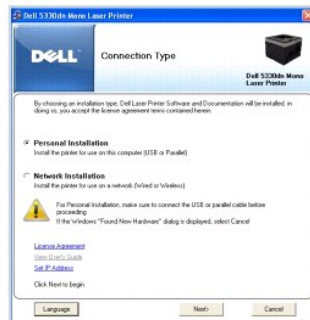 Dell 5330dn Mono Laser Printer
DELL
Connection Type
Dell 5330dn Mono
Laser Printer
By choosing an installation type, Dell Laser Printer Software and Documentation will be installed. in
doing so, you accept the license agreement terms contained herein.
Personal Installation
Install the printer for use on this computer (USB or Parallel)
Network Installation
Install the printer for use on a network (Wired or Wireless)
For Personal Installation, make sure to connect the USB or parallel cable before
proceeding
If the Windows "Found New Hardware" dialog is displayed, select Cancel
License Agreement
View User's Guide
Set IP Address
Click Next to begin
Language
Next>
Cancel